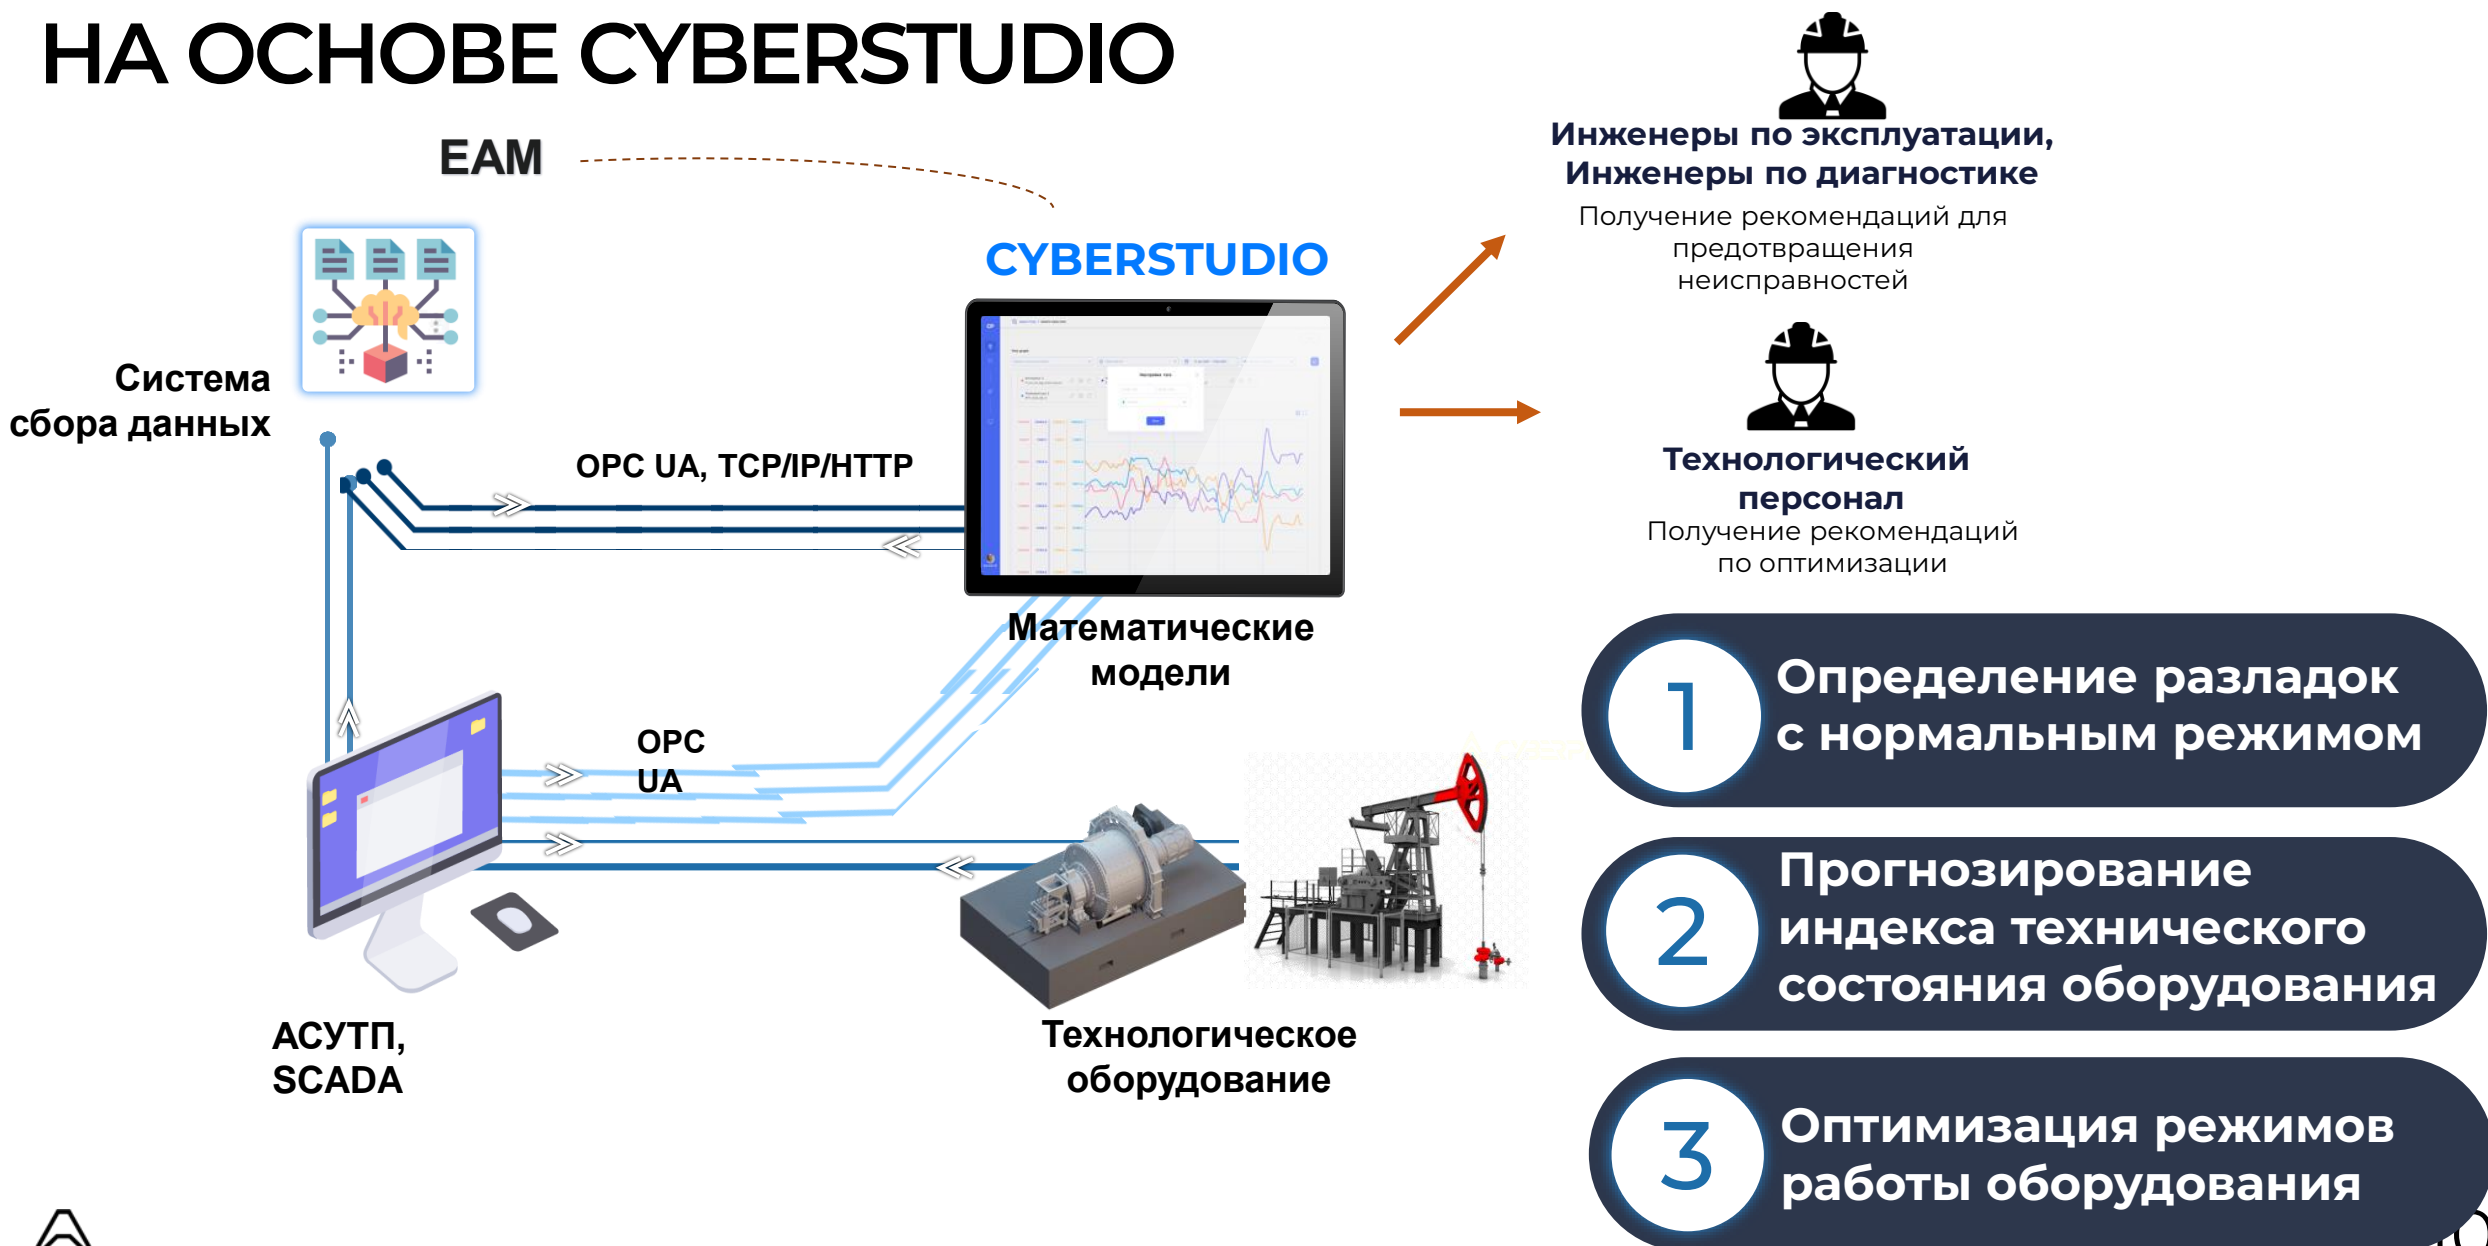 НА ОСНОВЕ CYBERSTUDIO
EAM
CYBERSTUDIO
Система
сбора данных
OPC UA, TCP/IP/HTTP
Математические
модели
OPC
UA
АСУТП,
SCADA
Технологическое
оборудование
Инженеры по эксплуатации,
Инженеры по диагностике
Получение рекомендаций для
предотвращения
неисправностей
Технологический
персонал
Получение рекомендаций
по оптимизации
1
Определение разладок
с нормальным режимом
2
Прогнозирование
индекса технического
состояния оборудования
3
Оптимизация режимов
работы оборудования